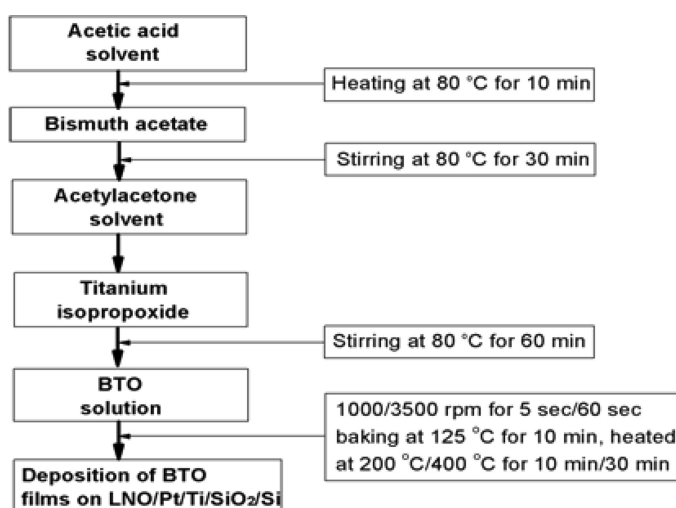 Acetic acid
solvent
Heating at 80 °C for 10 min
Bismuth acetate
Stirring at 80 °C for 30 min
Acetylacetone
solvent
Titanium
isopropoxide
Stirring at 80 °C for 60 min
BTO
solution
1000/3500 rpm for 5 sec/60 sec
baking at 125 °C for 10 min, heated
at 200 °C/400 °C for 10 min/30 min
Deposition of BTO
films on LNO/Pt/Ti/SiO₂/Si